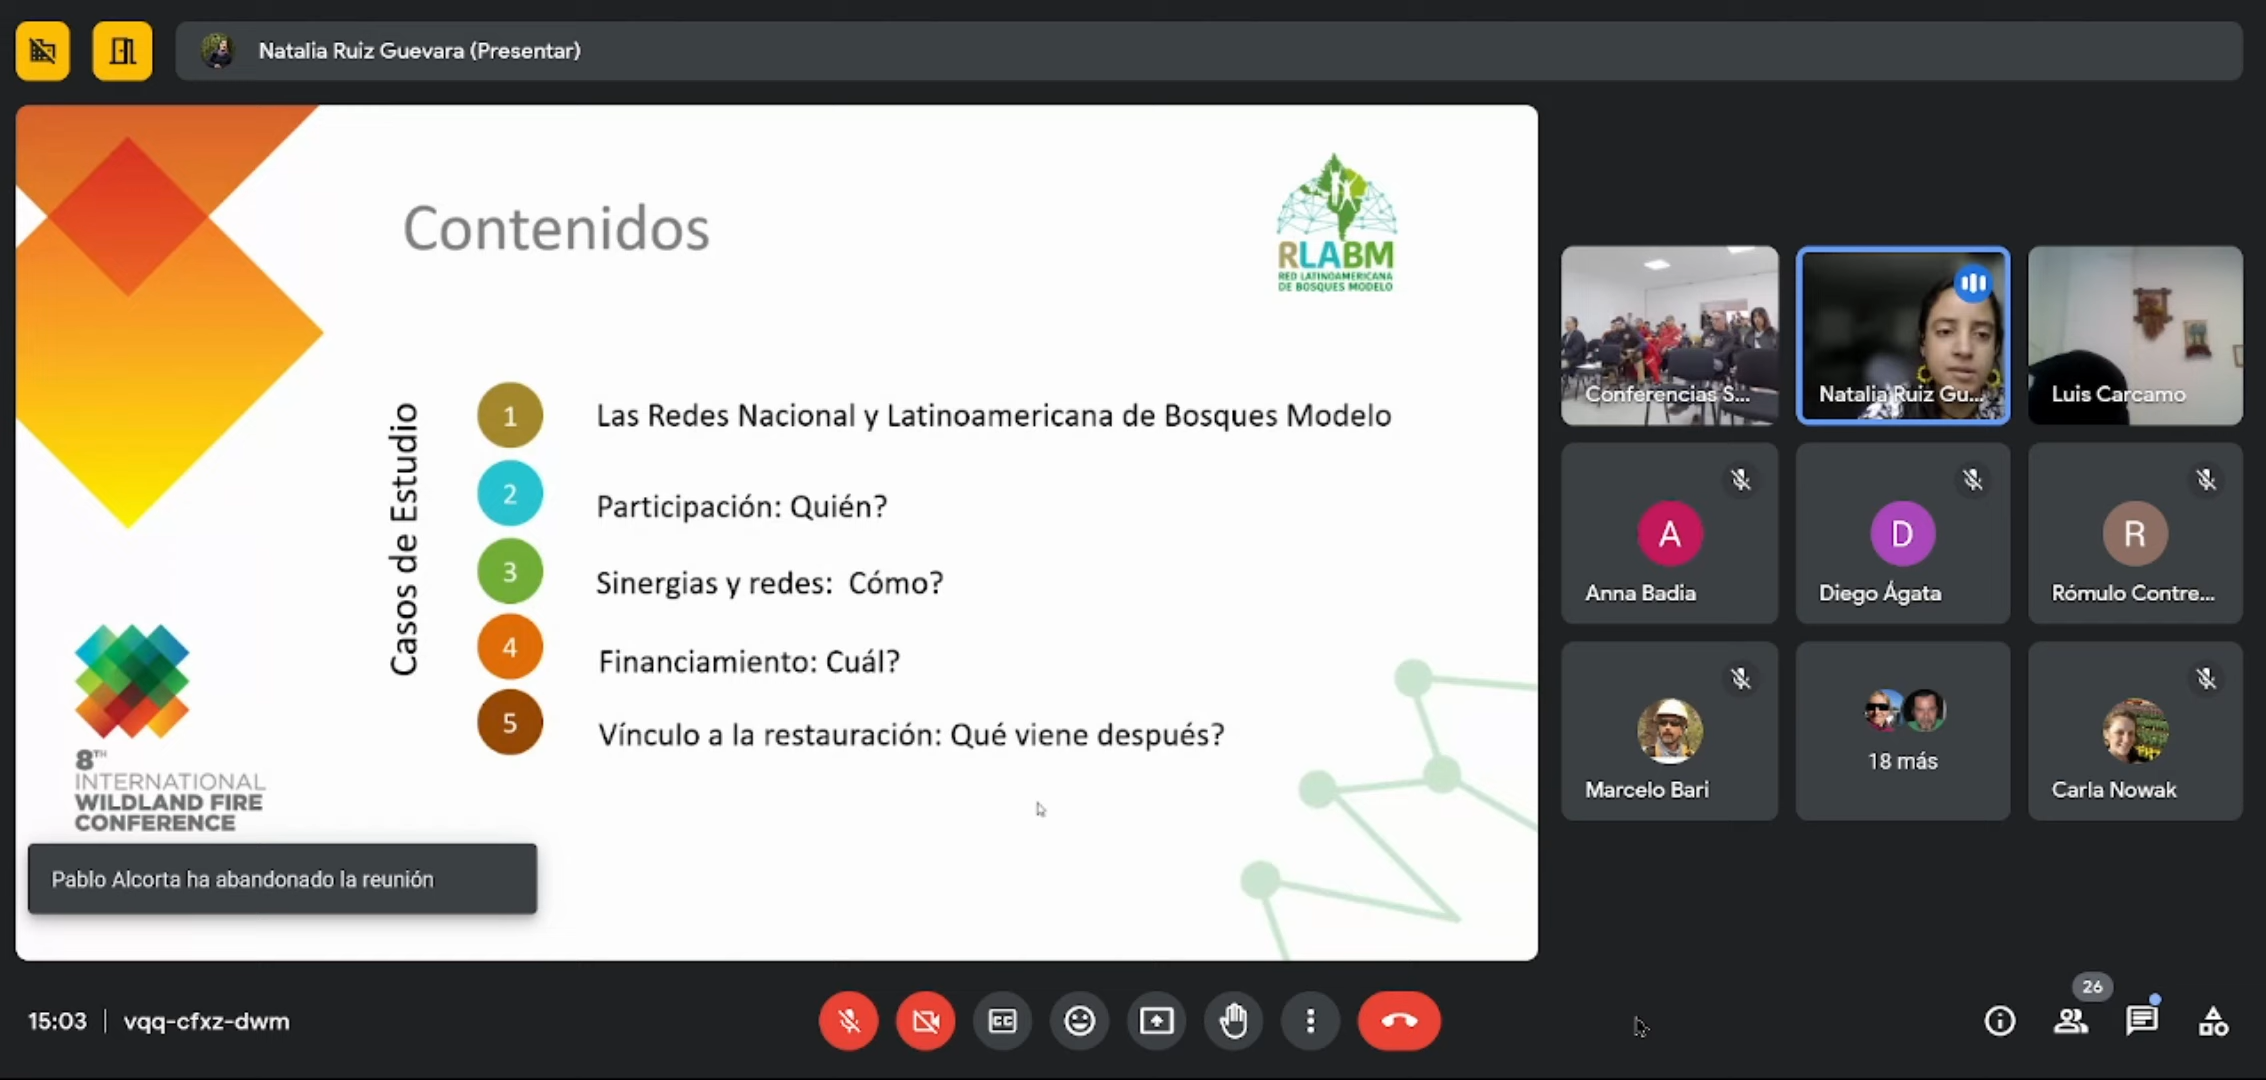 Natalia Ruiz Guevara (Presentar)
Contenidos
RLABM
RED LATINOAMERICANA
DE BOSQUES MODELO
Casos de Estudio
1 Las Redes Nacional y Latinoamericana de Bosques Modelo
2 Participación: Quién?
3 Sinergias y redes: Cómo?
4 Financiamiento: Cuál?
5 Vínculo a la restauración: Qué viene después?
8TH
INTERNATIONAL
WILDLAND FIRE
CONFERENCE
Pablo Alcorta ha abandonado la reunión
Conferencias S...
Natalia Ruiz Gu...
Luis Carcamo
A
Anna Badia
D
Diego Ágata
R
Rómulo Contre...
Marcelo Bari
18 más
Carla Nowak
15:03 | vqq-cfxz-dwm
CC
26